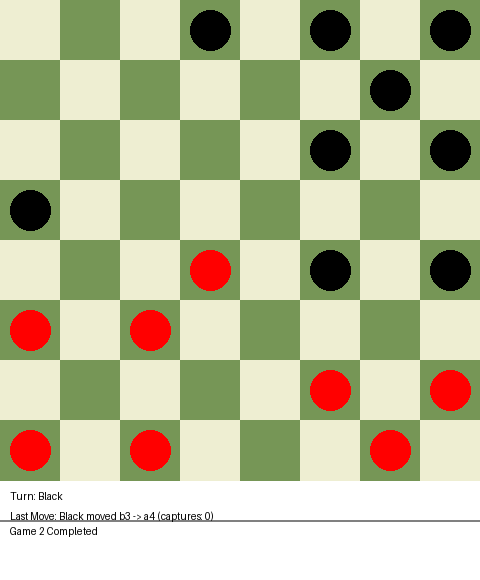 Turn: Black
Last Move: Black moved b3 -> a4 (captures: 0)
Game 2 Completed